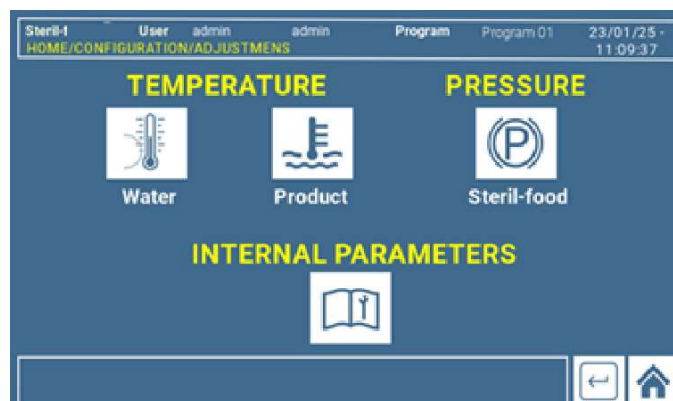 Steril-f User admin admin Program Program 01 23/01/25 -
HOME/CONFIGURATION/ADJUSTMENS 11:09:37
TEMPERATURE PRESSURE
P
Water Product Steril-food
INTERNAL PARAMETERS